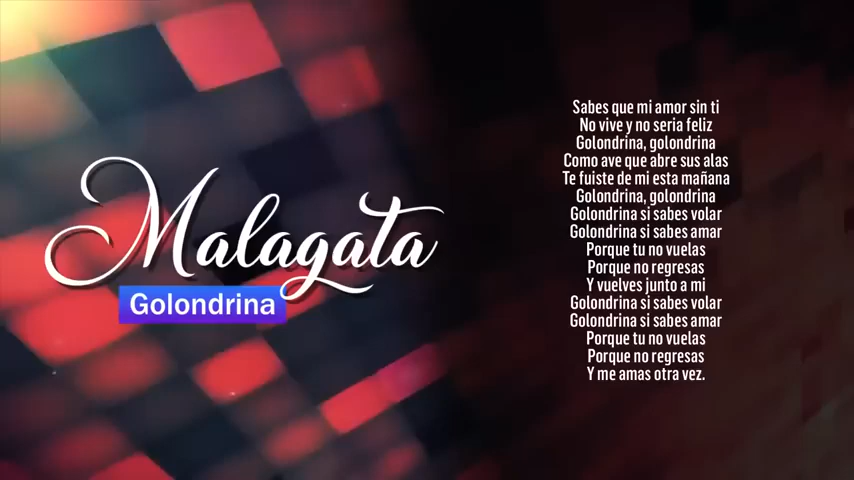 Malagata
Golondrina
Sabes que mi amor sin ti
No vive y no seria feliz
Golondrina, golondrina
Como ave que abre sus alas
Te fuiste de mi esta mañana
Golondrina, golondrina
Golondrina si sabes volar
Golondrina si sabes amar
Porque tu no vuelas
Porque no regresas
Y vuelves junto a mi
Golondrina si sabes volar
Golondrina si sabes amar
Porque tu no vuelas
Porque no regresas
Y me amas otra vez.